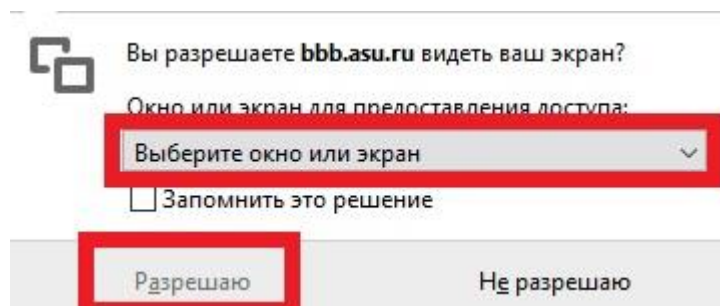 Вы разрешаете bbb.asu.ru видеть ваш экран?
Окно или экран для предоставления доступа:
Выберите окно или экран
Запомнить это решение
Разрешаю
Не разрешаю